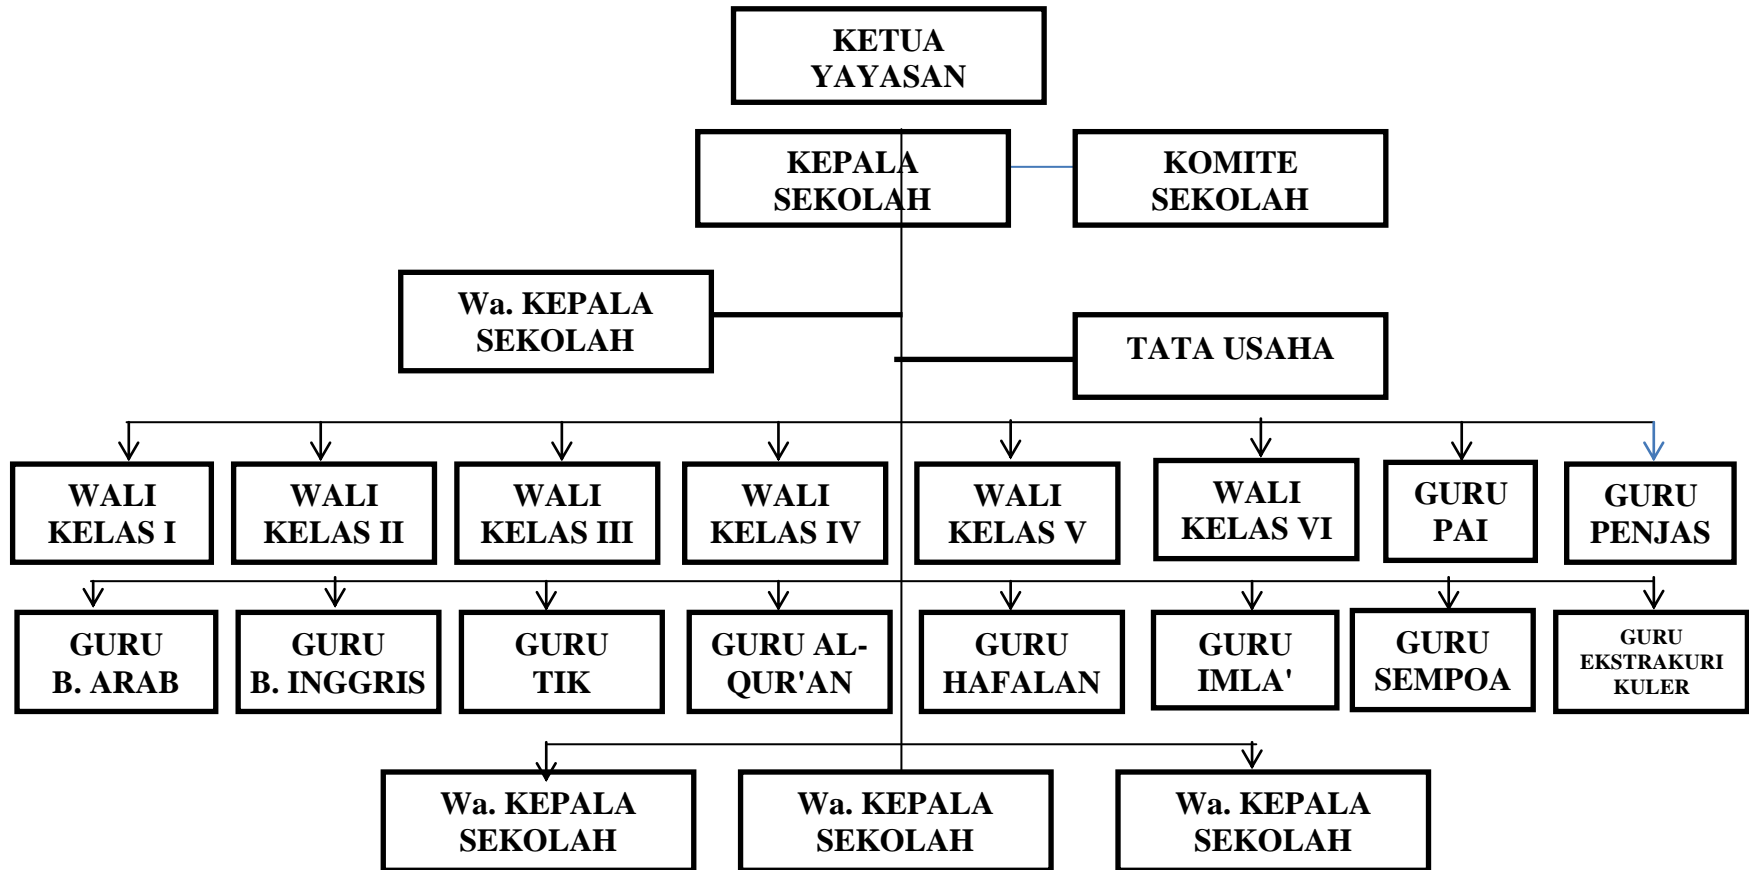 KETUA
YAYASAN
KEPALA
SEKOLAH
KOMITE
SEKOLAH
Wa. KEPALA
SEKOLAH
TATA USAHA
WALI
KELAS I
WALI
KELAS II
WALI
KELAS III
WALI
KELAS IV
WALI
KELAS V
WALI
KELAS VI
GURU
PAI
GURU
PENJAS
GURU
B. ARAB
GURU
B. INGGRIS
GURU
TIK
GURU AL-
QUR'AN
GURU
HAFALAN
GURU
IMLA'
GURU
SEMPOA
GURU
EKSTRAKURI
KULER
Wa. KEPALA
SEKOLAH
Wa. KEPALA
SEKOLAH
Wa. KEPALA
SEKOLAH